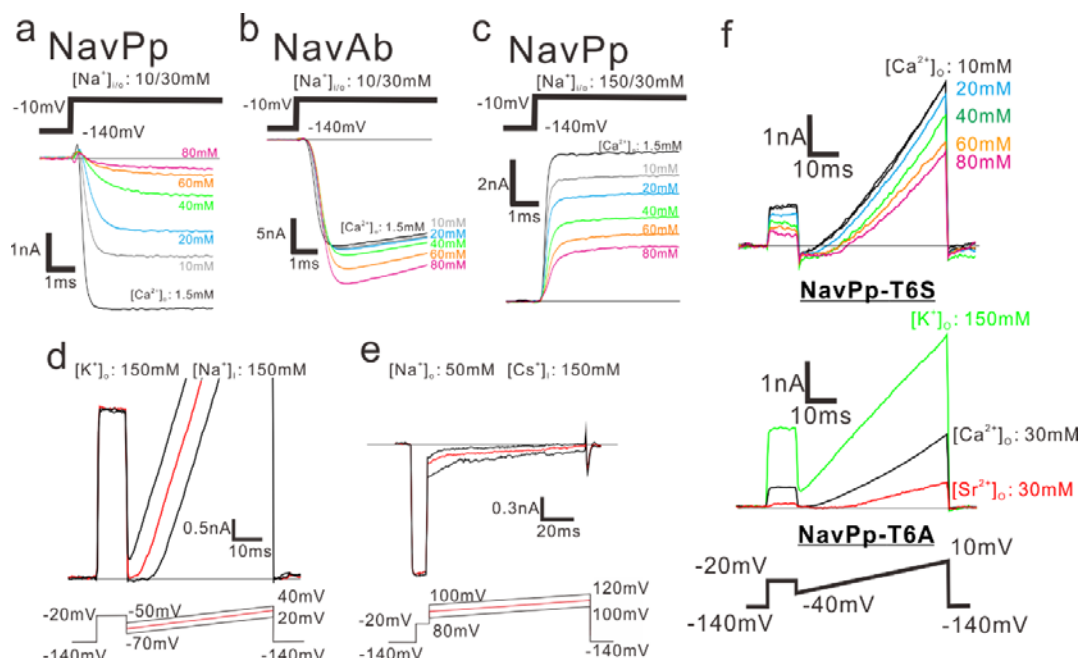 a NavPp
[Na⁺]i/o: 10/30mM
-10mV
-140mV
80mM
60mM
40mM
20mM
10mM
[Ca²⁺]o: 1.5mM
1nA
1ms
b NavAb
[Na⁺]i/o: 10/30mM
-10mV
-140mV
[Ca²⁺]o: 1.5mM
10mM
20mM
40mM
60mM
80mM
5nA
1ms
c NavPp
[Na⁺]i/o: 150/30mM
-10mV
-140mV
[Ca²⁺]o: 1.5mM
10mM
20mM
40mM
60mM
80mM
2nA
1ms
d
[K⁺]o: 150mM [Na⁺]i: 150mM
0.5nA
10ms
40mV
20mV
-20mV
-50mV
-70mV
-140mV
-140mV
e
[Na⁺]o: 50mM [Cs⁺]i: 150mM
0.3nA
20ms
120mV
100mV
100mV
-20mV
80mV
-140mV
-140mV
f
[Ca²⁺]o: 10mM
20mM
40mM
60mM
80mM
1nA
10ms
NavPp-T6S
[K⁺]o: 150mM
1nA
10ms
[Ca²⁺]o: 30mM
[Sr²⁺]o: 30mM
NavPp-T6A
10mV
-20mV
-40mV
-140mV
-140mV